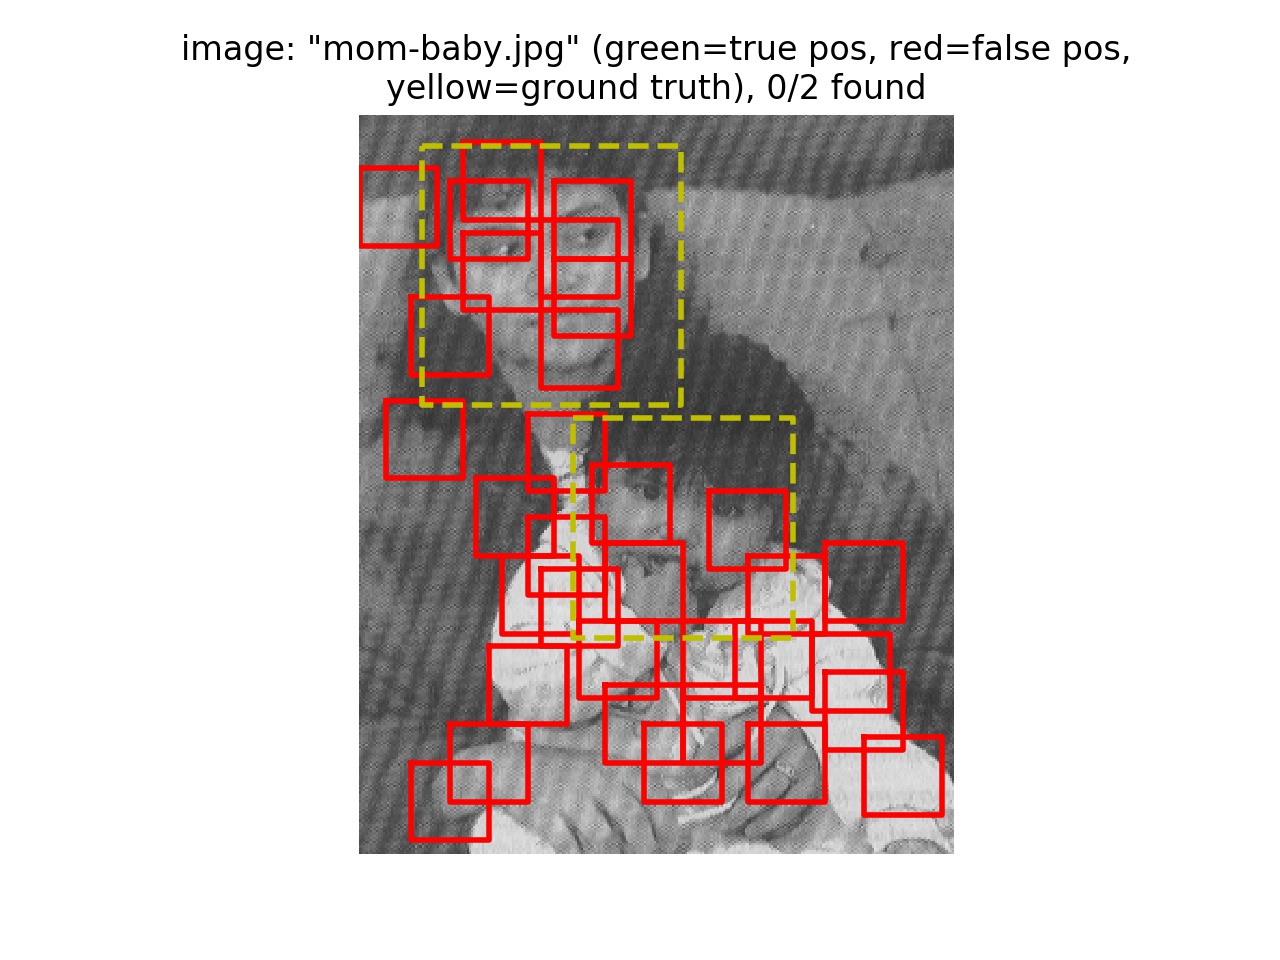 image: "mom-baby.jpg" (green=true pos, red=false pos,
yellow=ground truth), 0/2 found